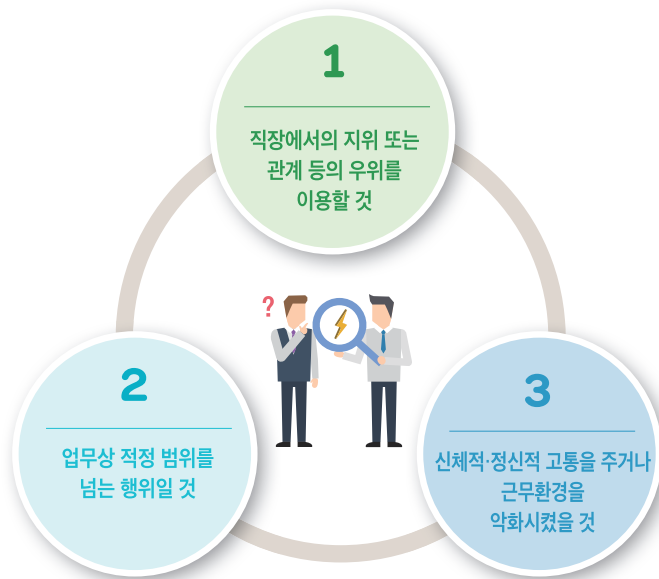 1
직장에서의 지위 또는
관계 등의 우위를
이용할 것
?
2
업무상 적정 범위를
넘는 행위일 것
3
신체적·정신적 고통을 주거나
근무환경을
악화시켰을 것